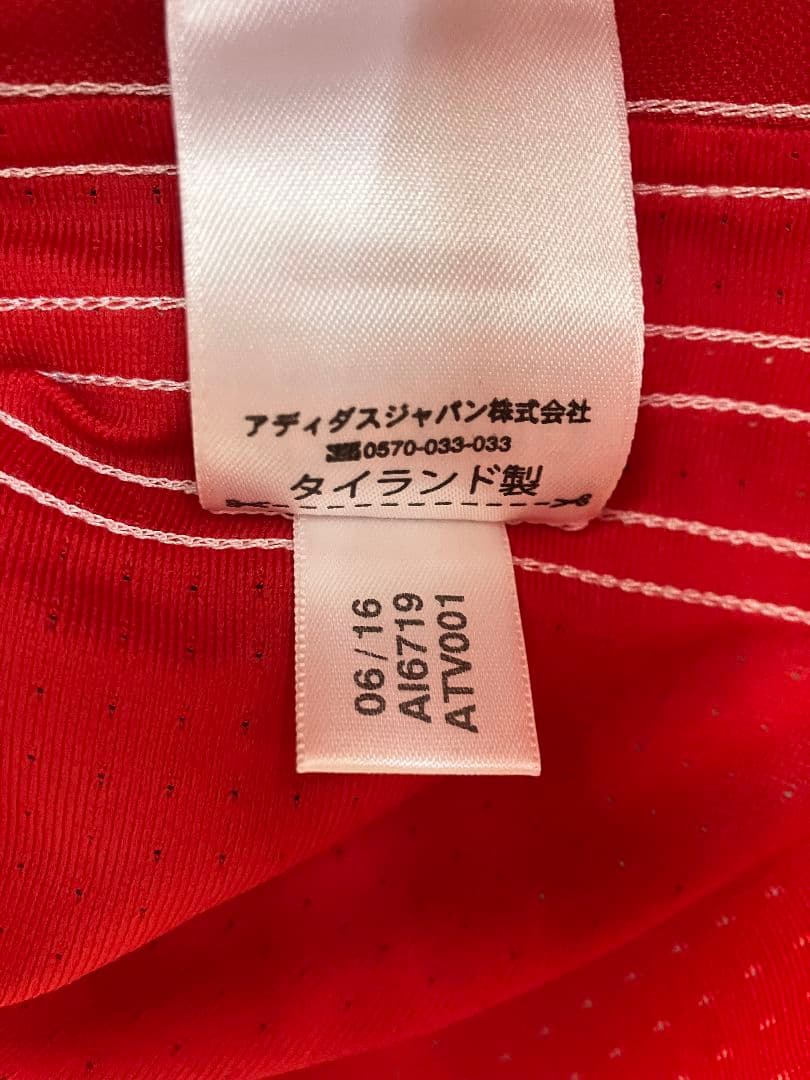 アディダスジャパン株式会社
0570-033-033
タイランド製
06/16
AI6719
ATV001